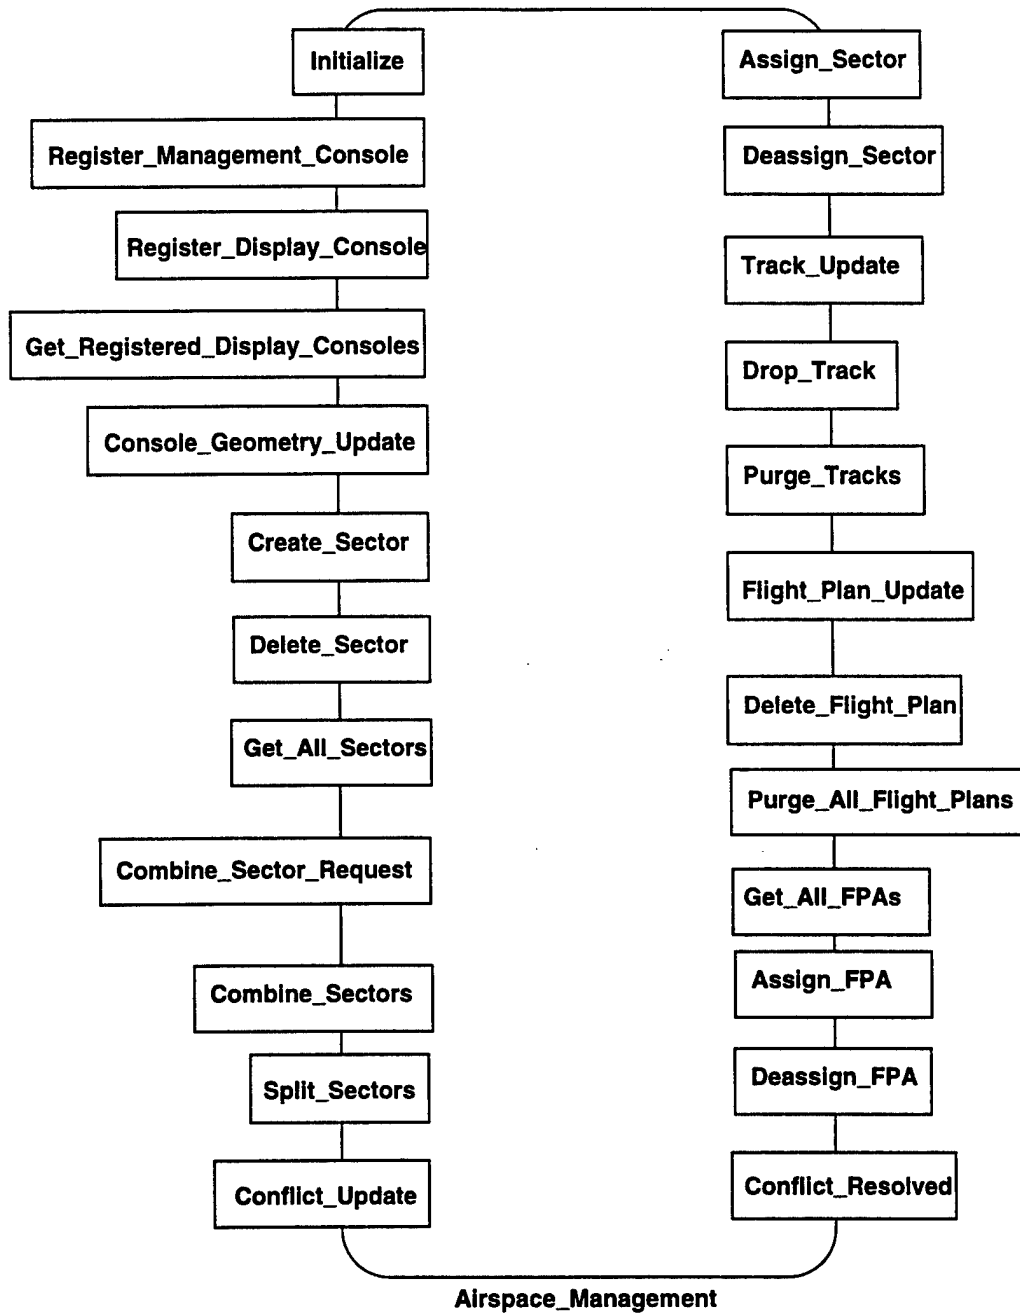 Initialize
Register_Management_Console
Register_Display_Console
Get_Registered_Display_Consoles
Console_Geometry_Update
Create_Sector
Delete_Sector
Get_All_Sectors
Combine_Sector_Request
Combine_Sectors
Split_Sectors
Conflict_Update
Assign_Sector
Deassign_Sector
Track_Update
Drop_Track
Purge_Tracks
Flight_Plan_Update
Delete_Flight_Plan
Purge_All_Flight_Plans
Get_All_FPAs
Assign_FPA
Deassign_FPA
Conflict_Resolved
Airspace_Management